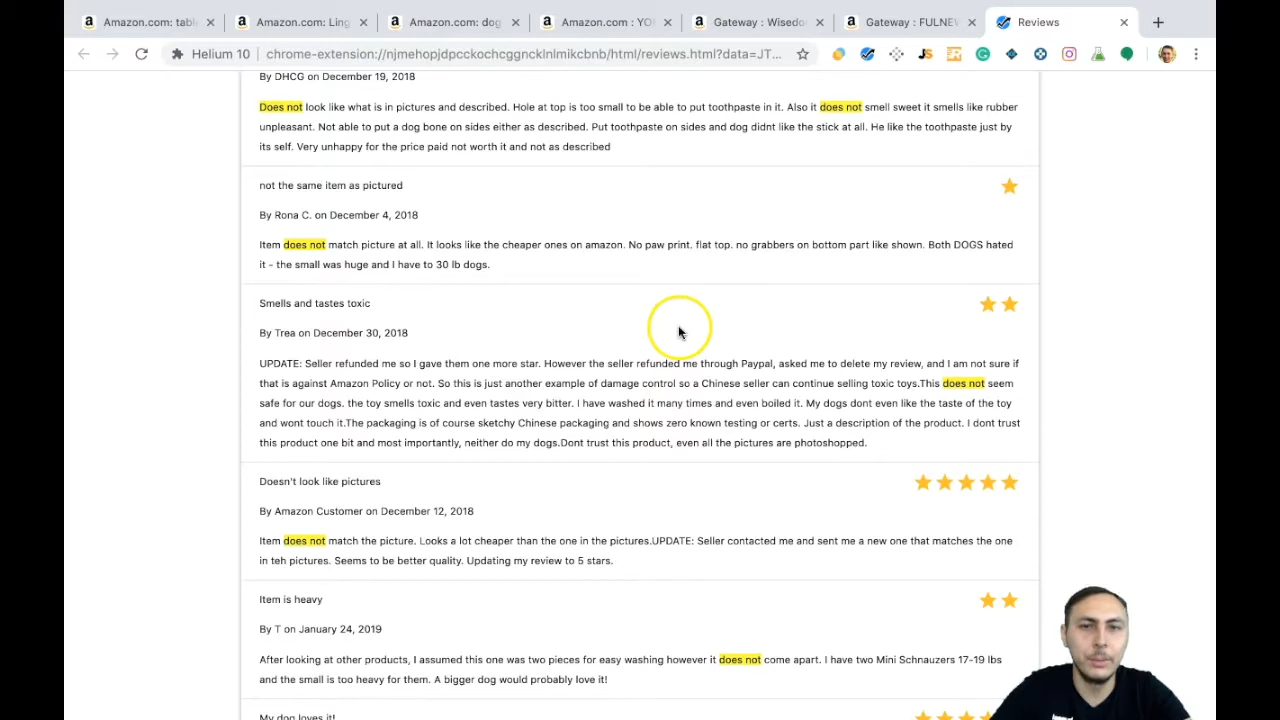 Amazon.com: tabl
Amazon.com: Ling
Amazon.com: dog
Amazon.com : YO
Gateway : Wisedo
Gateway : FULNEW
Reviews
Helium 10
chrome-extension://njmehopjdpcckochcggncklnlmikcbnb/html/reviews.html?data=JT...
By DHCG on December 19, 2018
Does not look like what is in pictures and described. Hole at top is too small to be able to put toothpaste in it. Also it does not smell sweet it smells like rubber
unpleasant. Not able to put a dog bone on sides either as described. Put toothpaste on sides and dog didnt like the stick at all. He like the toothpaste just by
its self. Very unhappy for the price paid not worth it and not as described
not the same item as pictured
By Rona C. on December 4, 2018
Item does not match picture at all. It looks like the cheaper ones on amazon. No paw print. flat top. no grabbers on bottom part like shown. Both DOGS hated
it - the small was huge and I have to 30 lb dogs.
Smells and tastes toxic
By Trea on December 30, 2018
UPDATE: Seller refunded me so I gave them one more star. However the seller refunded me through Paypal, asked me to delete my review, and I am not sure if
that is against Amazon Policy or not. So this is just another example of damage control so a Chinese seller can continue selling toxic toys.This does not seem
safe for our dogs. the toy smells toxic and even tastes very bitter. I have washed it many times and even boiled it. My dogs dont even like the taste of the toy
and wont touch it.The packaging is of course sketchy Chinese packaging and shows zero known testing or certs. Just a description of the product. I dont trust
this product one bit and most importantly, neither do my dogs.Dont trust this product, even all the pictures are photoshopped.
Doesn't look like pictures
By Amazon Customer on December 12, 2018
Item does not match the picture. Looks a lot cheaper than the one in the pictures.UPDATE: Seller contacted me and sent me a new one that matches the one
in teh pictures. Seems to be better quality. Updating my review to 5 stars.
Item is heavy
By T on January 24, 2019
After looking at other products, I assumed this one was two pieces for easy washing however it does not come apart. I have two Mini Schnauzers 17-19 lbs
and the small is too heavy for them. A bigger dog would probably love it!
My dog loves it!